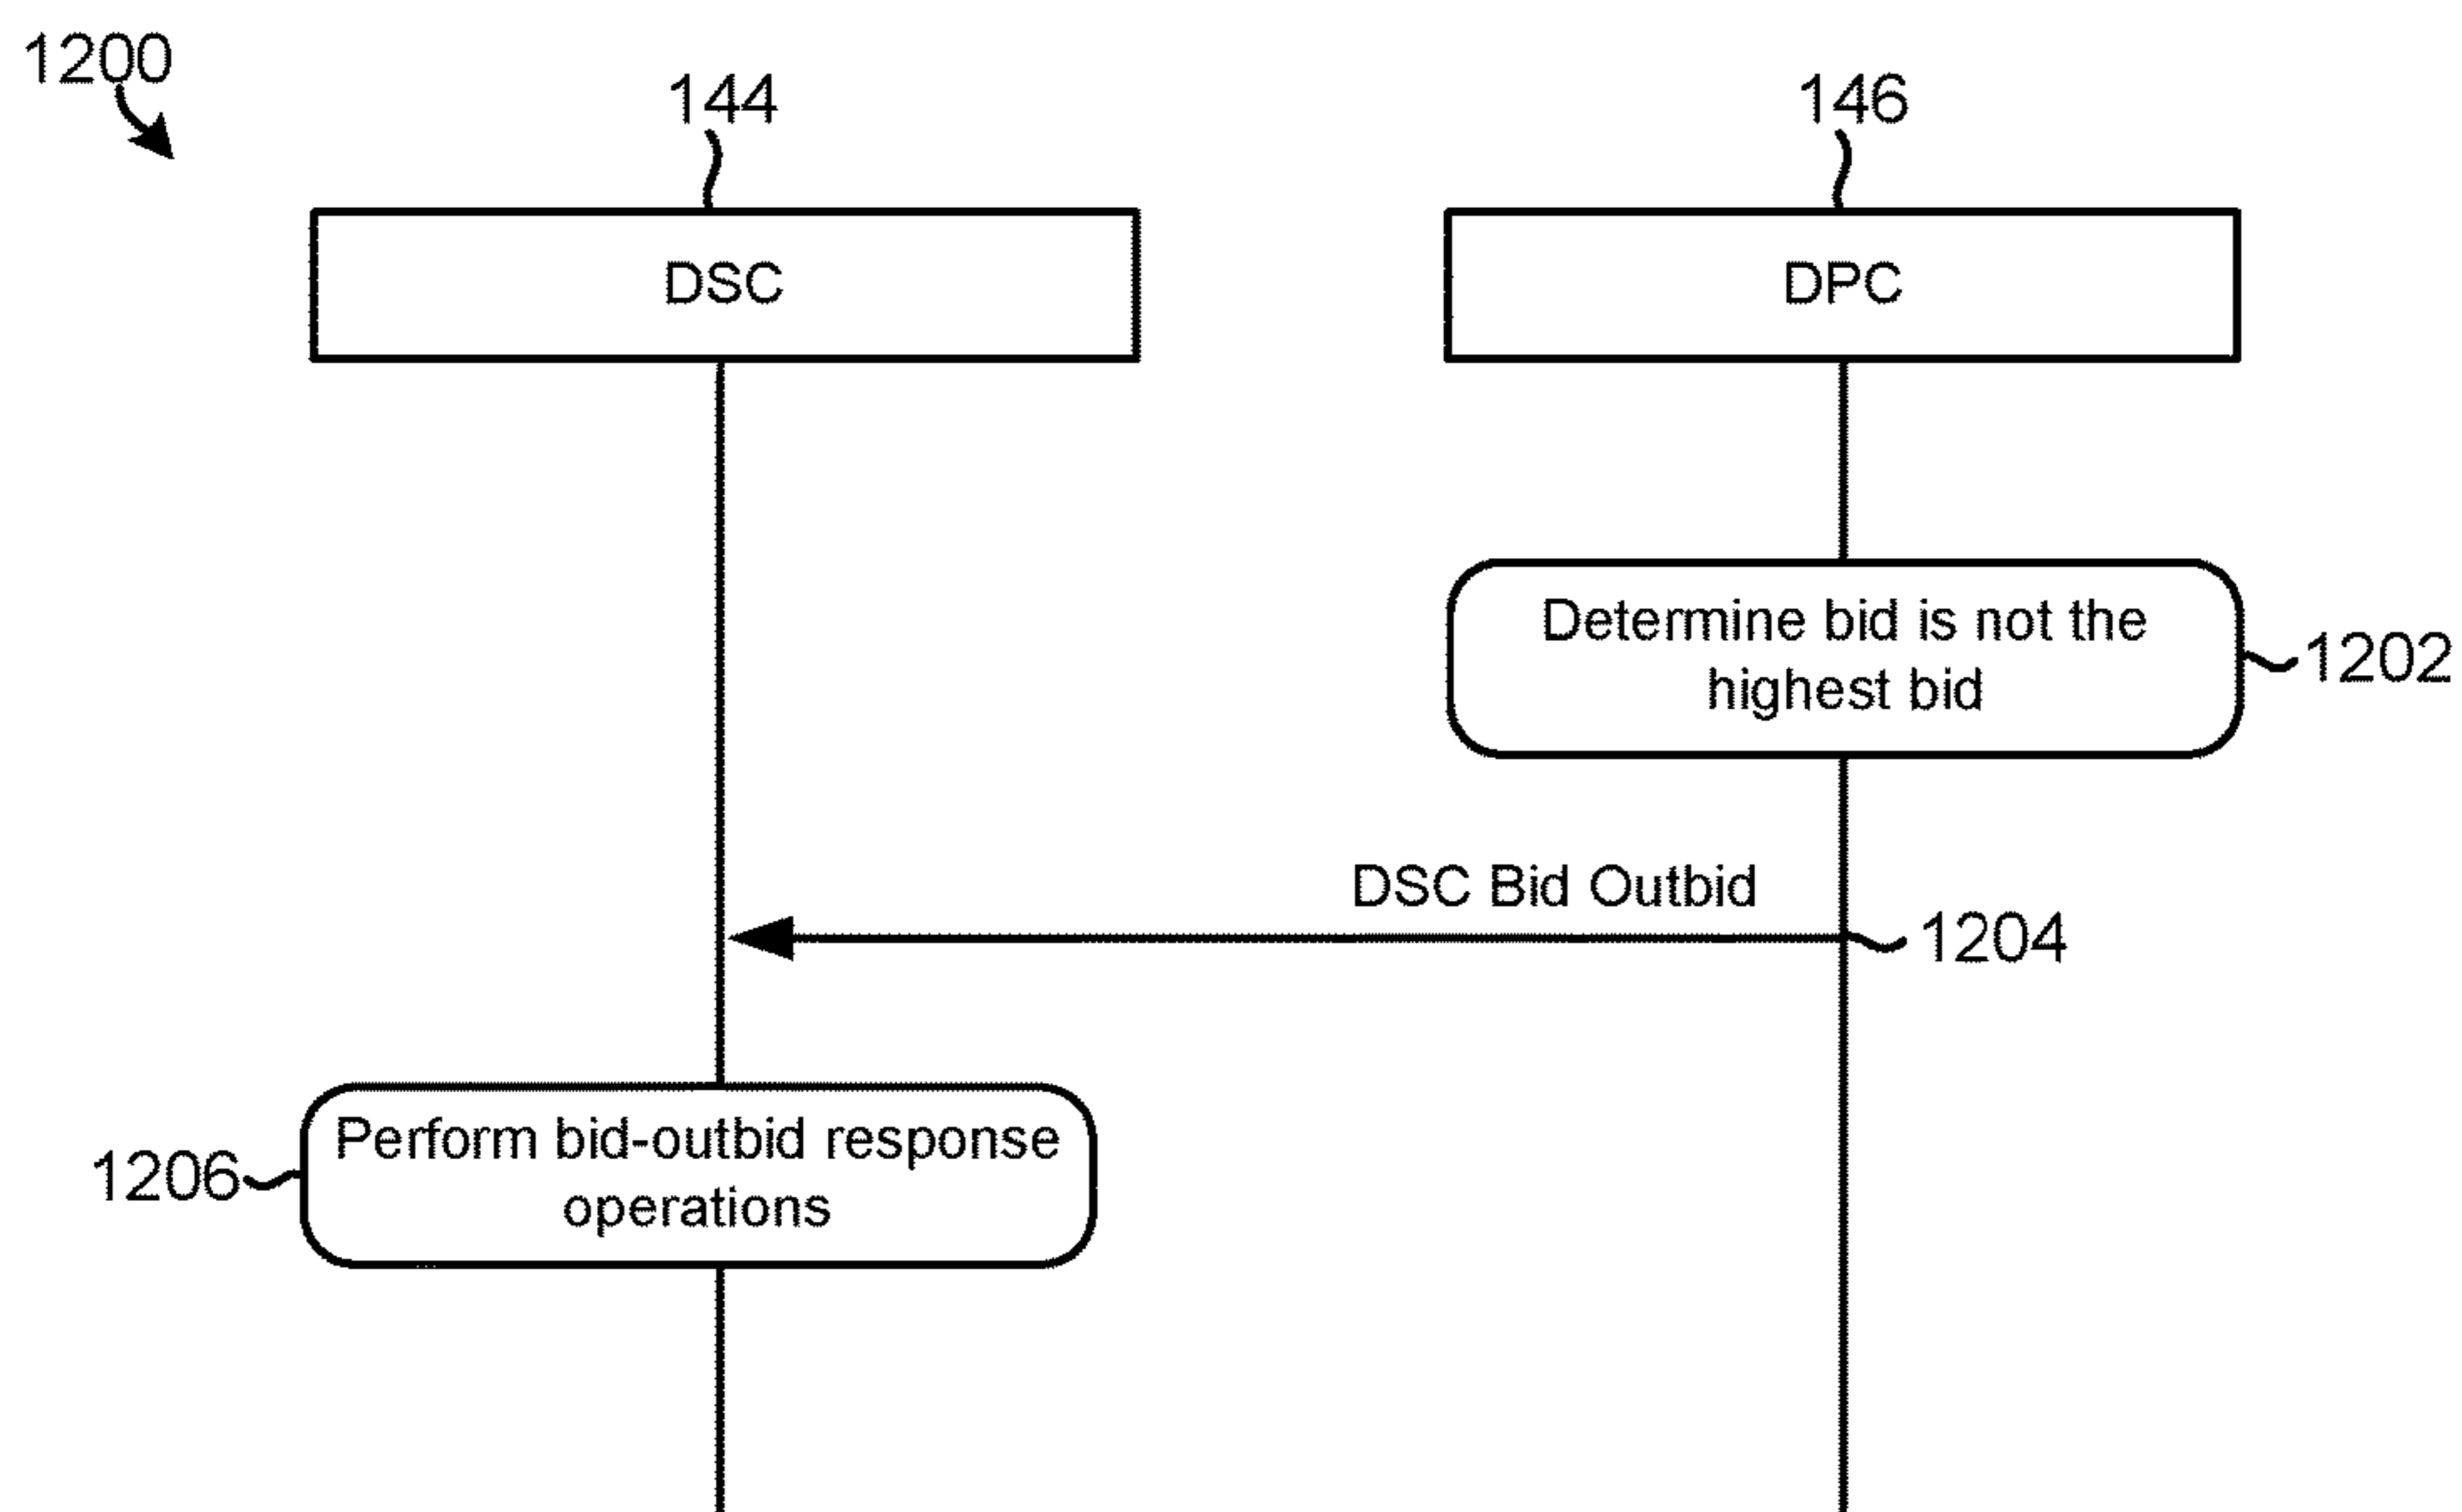 1200
144
146
DSC
DPC
Determine bid is not the
highest bid
1202
DSC Bid Outbid
1204
Perform bid-outbid response
operations
1206